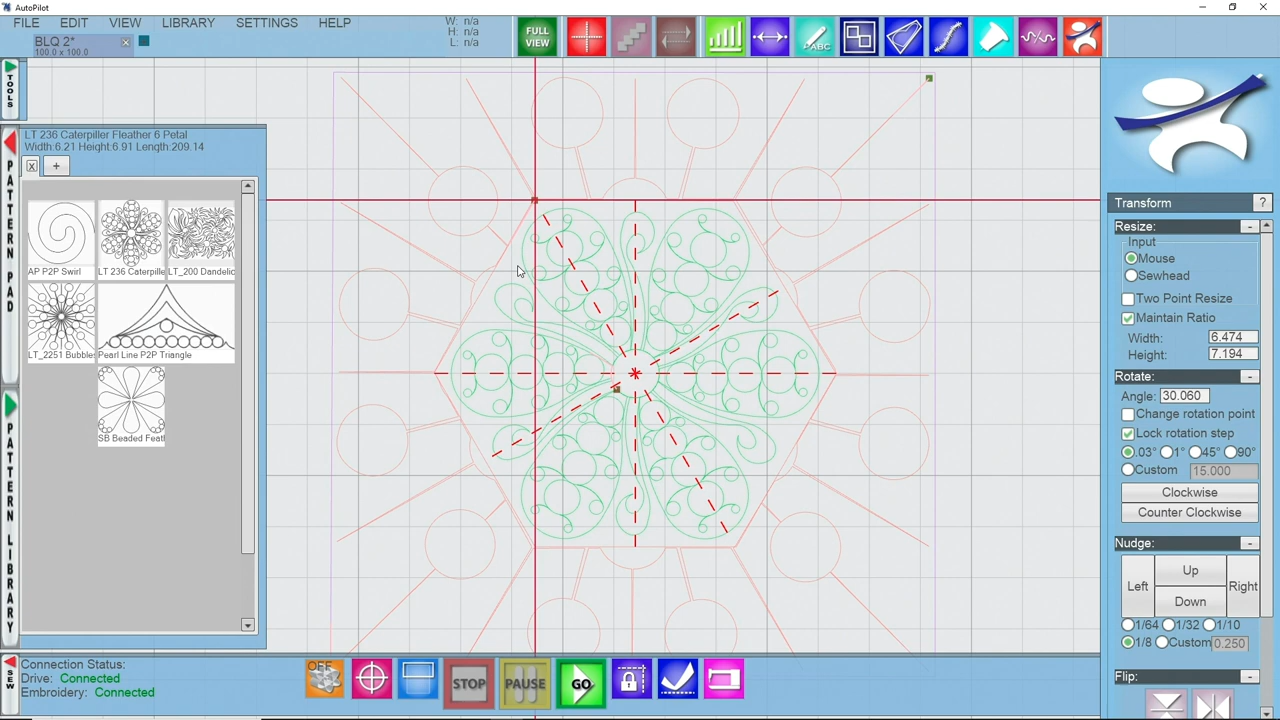 AutoPilot
FILE EDIT VIEW LIBRARY SETTINGS HELP
W: n/a
H: n/a
L: n/a
BLQ 2*
100.0 x 100.0
FULL VIEW
ABC
TOOLS
PATTERN PAD
PATTERN LIBRARY
SEW
LT 236 Caterpiller Fleather 6 Petal
Width:6.21 Height:6.91 Length:209.14
X +
AP P2P Swirl LT 236 Caterpille LT_200 Dandelic
LT_2251 Bubbles Pearl Line P2P Triangle
SB Beaded Feat
Transform ?
Resize: -
Input
Mouse
Sewhead
Two Point Resize
Maintain Ratio
Width: 6.474
Height: 7.194
Rotate: -
Angle: 30.060
Change rotation point
Lock rotation step
.03° 1° 45° 90°
Custom 15.000
Clockwise
Counter Clockwise
Nudge: -
Left Up Right
Down
1/64 1/32 1/10
1/8 Custom 0.250
Flip: -
Connection Status:
Drive: Connected
Embroidery: Connected
OFF
STOP
PAUSE
GO